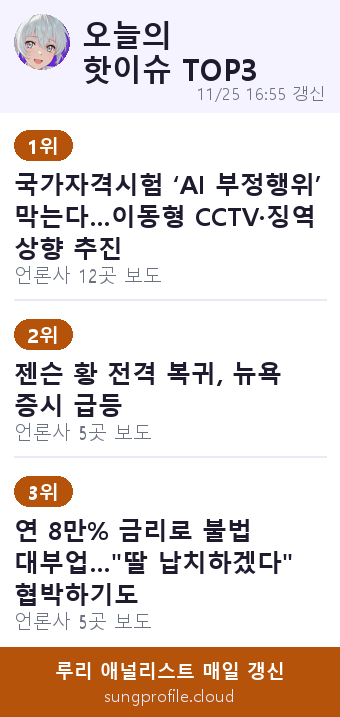 오늘의
핫이슈 TOP3
11/25 16:55 갱신
1위
국가자격시험 ‘AI 부정행위’
막는다…이동형 CCTV·징역
상향 추진
언론사 12곳 보도
2위
젠슨 황 전격 복귀, 뉴욕
증시 급등
언론사 5곳 보도
3위
연 8만% 금리로 불법
대부업…"딸 납치하겠다"
협박하기도
언론사 5곳 보도
루리 애널리스트 매일 갱신
sungprofile.cloud